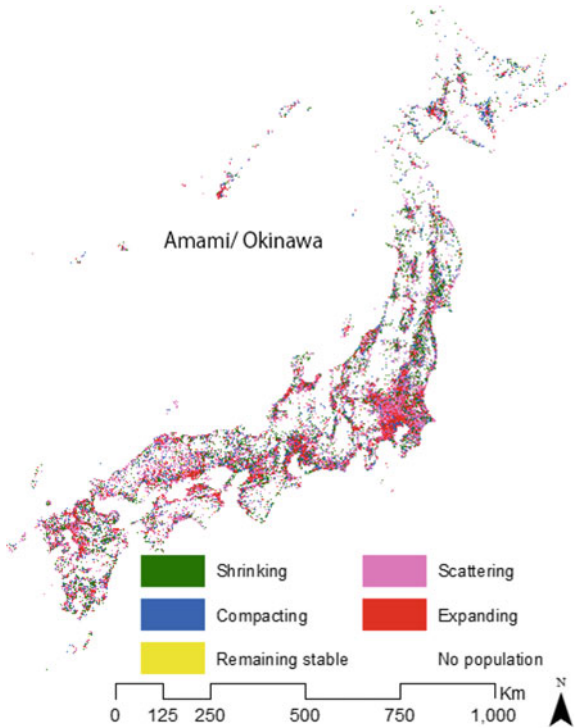 Amami/ Okinawa
Shrinking
Scattering
Compacting
Expanding
Remaining stable
No population
Km
0 125 250 500 750 1,000
N